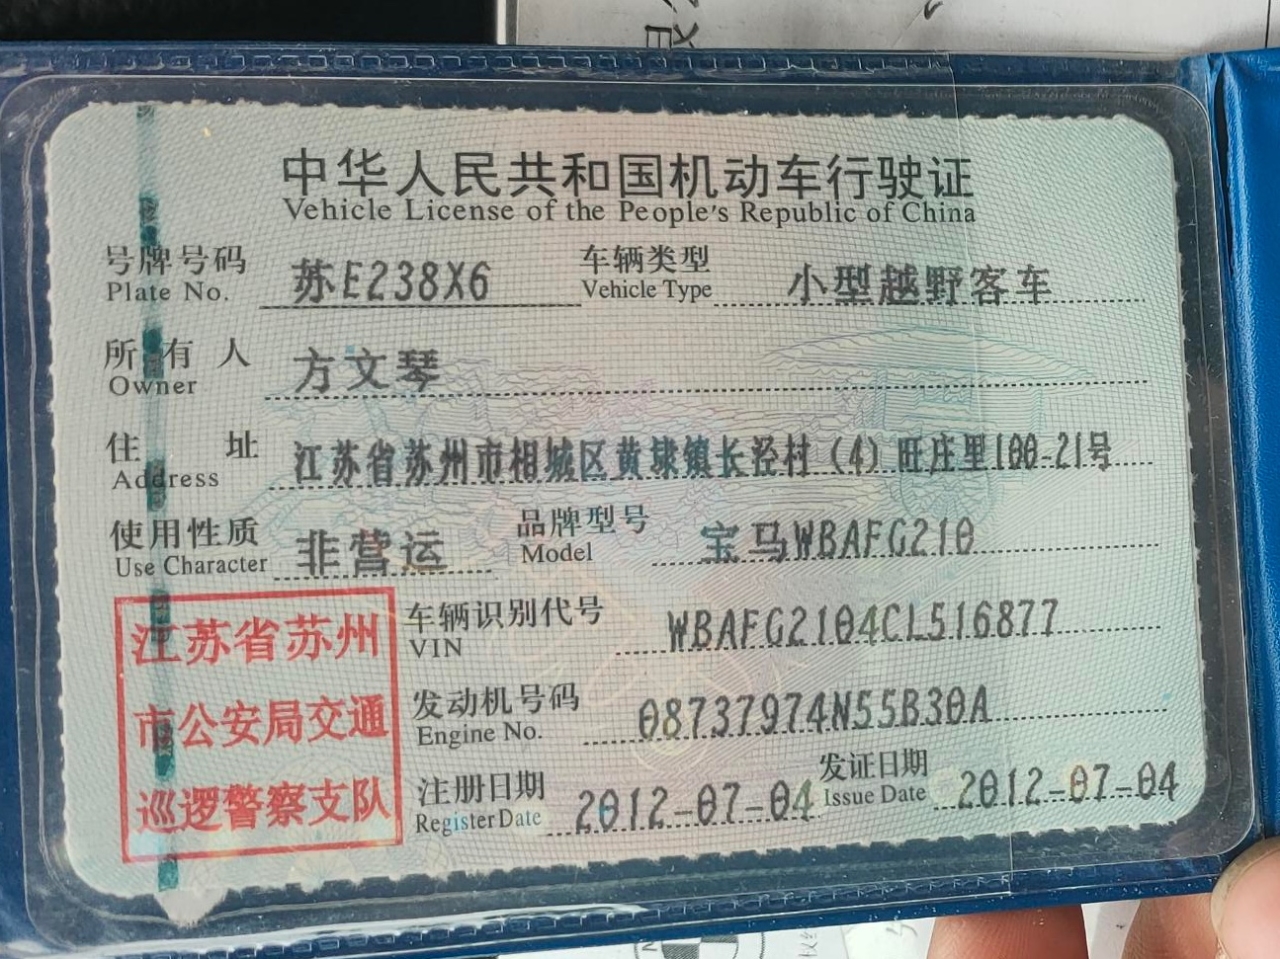 中华人民共和国机动车行驶证
Vehicle License of the People's Republic of China
号牌号码 苏E238X6 车辆类型 小型越野客车
Plate No. Vehicle Type
所有人 方文琴
Owner
住址 江苏省苏州市相城区黄埭镇长泾村(4)旺庄里100-21号
Address
使用性质 非营运 品牌型号 宝马WBAFG210
Use Character Model
江苏省苏州
市公安局交通
巡逻警察支队
车辆识别代号 WBAFG2104CL516877
VIN
发动机号码 08737974N55B30A
Engine No.
注册日期 2012-07-04 发证日期 2012-07-04
Register Date Issue Date